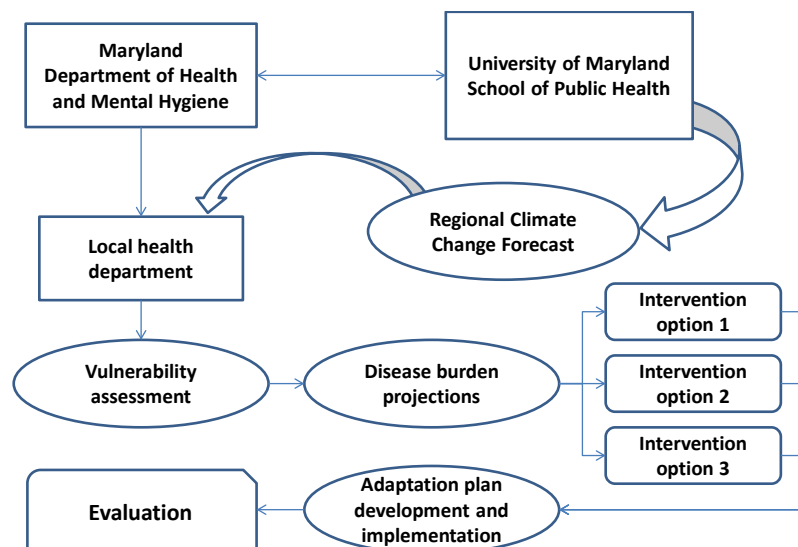 Maryland
Department of Health
and Mental Hygiene
University of Maryland
School of Public Health
Regional Climate
Change Forecast
Local health
department
Vulnerability
assessment
Disease burden
projections
Intervention
option 1
Intervention
option 2
Intervention
option 3
Adaptation plan
development and
implementation
Evaluation